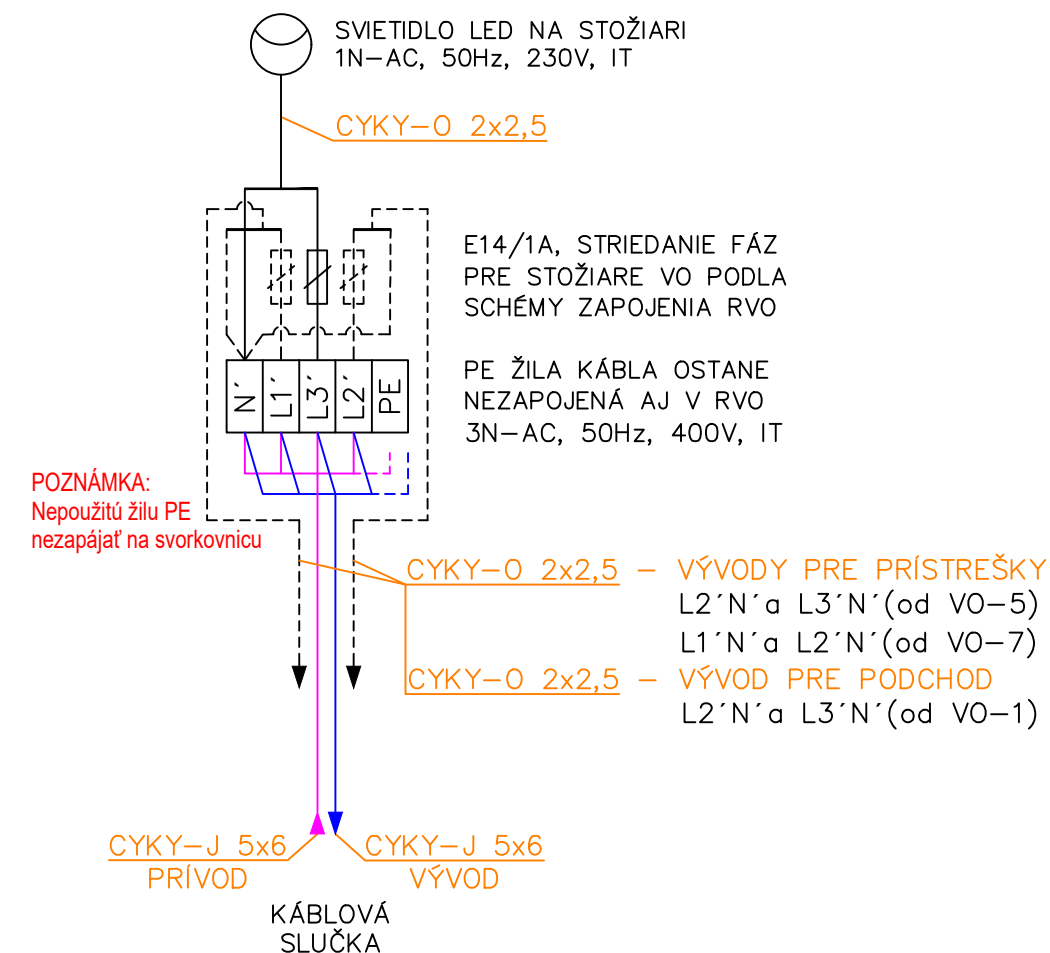 SVIETIDLO LED NA STOŽIARI
1N-AC, 50Hz, 230V, IT
CYKY-O 2x2,5
E14/1A, STRIEDANIE FÁZ
PRE STOŽIARE VO PODLA
SCHÉMY ZAPOJENIA RVO
PE ŽILA KÁBLA OSTANE
NEZAPOJENÁ AJ V RVO
3N-AC, 50Hz, 400V, IT
N´ L1´ L3´ L2´ PE
POZNÁMKA:
Nepoužitú žilu PE
nezapájať na svorkovnicu
CYKY-O 2x2,5 - VÝVODY PRE PRÍSTREŠKY
L2´N´a L3´N´(od VO-5)
L1´N´a L2´N´(od VO-7)
CYKY-O 2x2,5 - VÝVOD PRE PODCHOD
L2´N´a L3´N´(od VO-1)
CYKY-J 5x6 CYKY-J 5x6
PRÍVOD VÝVOD
KÁBLOVÁ
SLUČKA